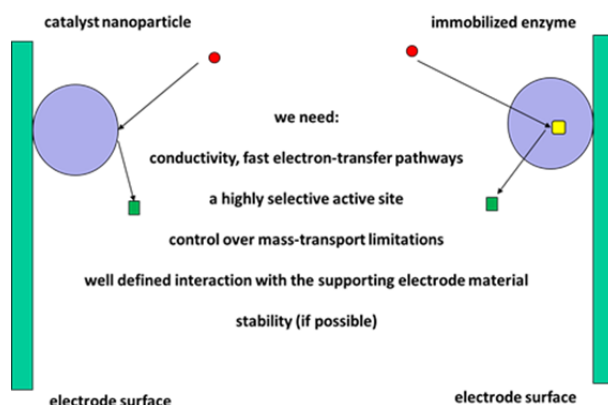 catalyst nanoparticle
immobilized enzyme
we need:
conductivity, fast electron-transfer pathways
a highly selective active site
control over mass-transport limitations
well defined interaction with the supporting electrode material
stability (if possible)
electrode surface
electrode surface